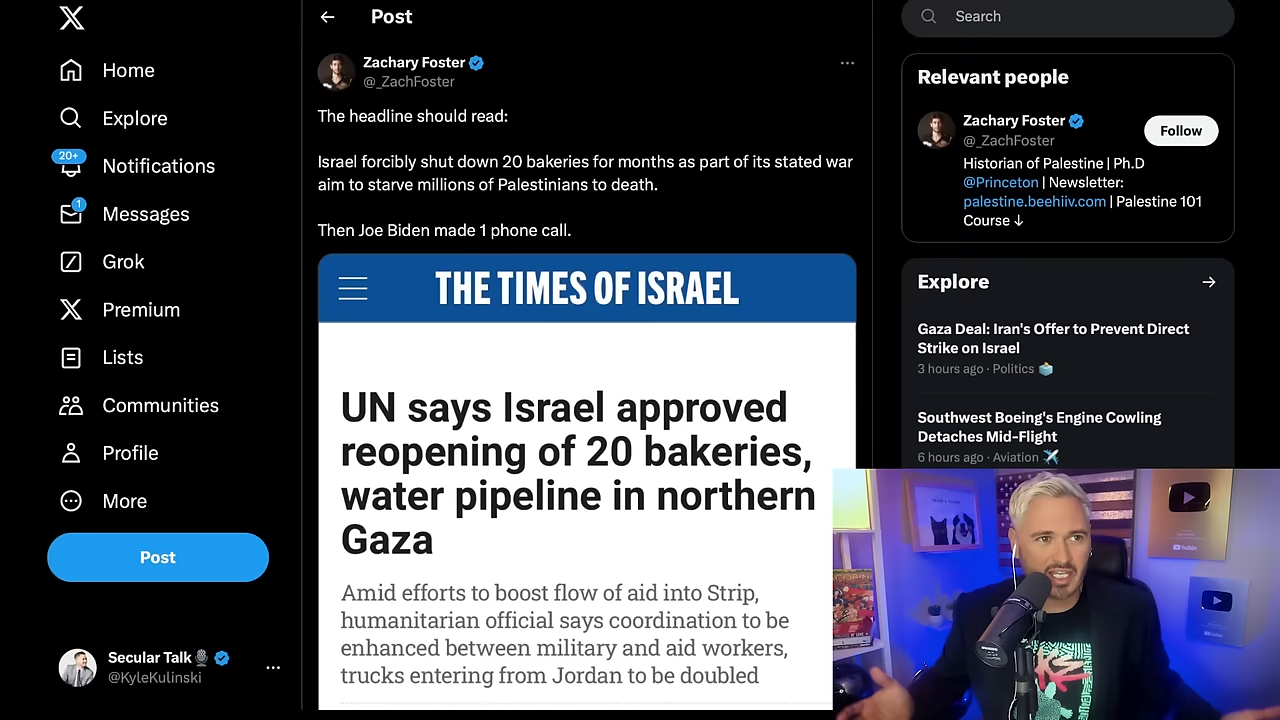 Home
Explore
20+
Notifications
1
Messages
Grok
Premium
Lists
Communities
Profile
More
Post
Secular Talk🎙️
@KyleKulinski
Post
Zachary Foster
@_ZachFoster
The headline should read:
Israel forcibly shut down 20 bakeries for months as part of its stated war
aim to starve millions of Palestinians to death.
Then Joe Biden made 1 phone call.
THE TIMES OF ISRAEL
UN says Israel approved
reopening of 20 bakeries,
water pipeline in northern
Gaza
Amid efforts to boost flow of aid into Strip,
humanitarian official says coordination to be
enhanced between military and aid workers,
trucks entering from Jordan to be doubled
Search
Relevant people
Zachary Foster
@_ZachFoster
Follow
Historian of Palestine | Ph.D
@Princeton | Newsletter:
palestine.beehiiv.com | Palestine 101
Course ↓
Explore
Gaza Deal: Iran's Offer to Prevent Direct
Strike on Israel
3 hours ago · Politics 🗳️
Southwest Boeing's Engine Cowling
Detaches Mid-Flight
6 hours ago · Aviation ✈️